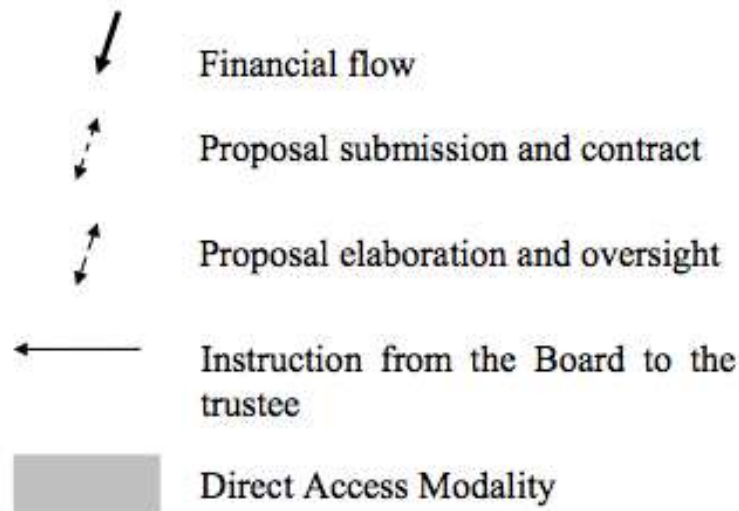 Financial flow
Proposal submission and contract
Proposal elaboration and oversight
Instruction from the Board to the
trustee
Direct Access Modality